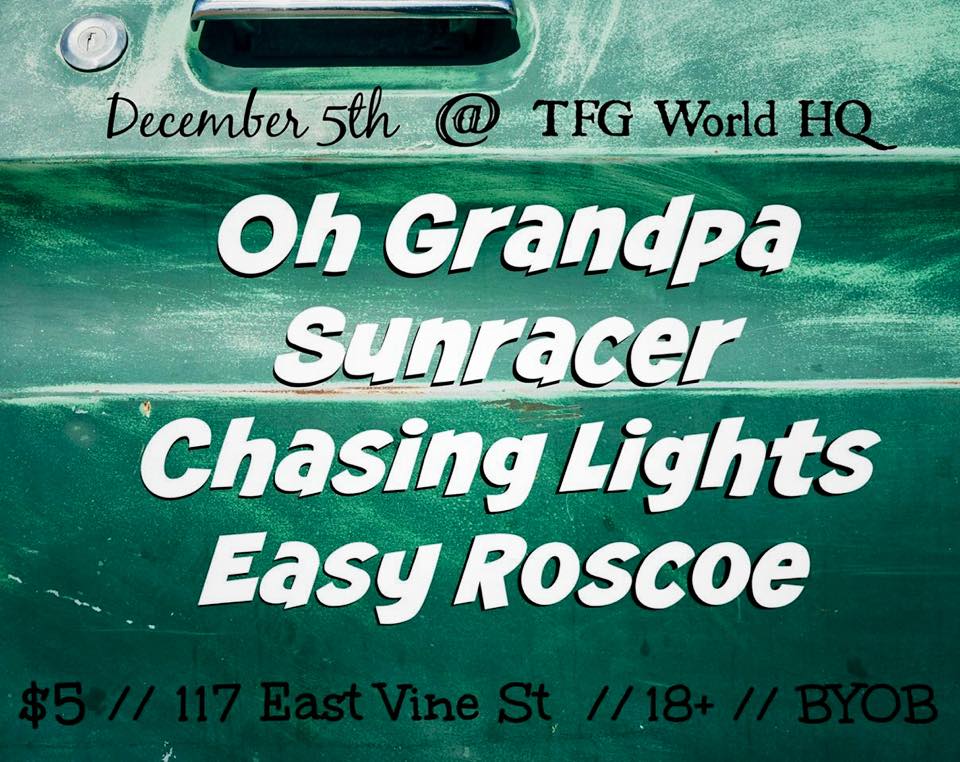 December 5th @ TFG World HQ
Oh Grandpa
Sunracer
Chasing Lights
Easy Roscoe
$5 // 117 East Vine St // 18+ // BYOB